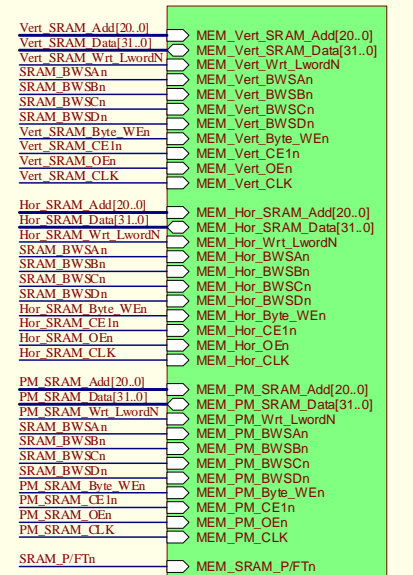 Vert_SRAM_Add[20..0] MEM_Vert_SRAM_Add[20..0]
Vert_SRAM_Data[31..0] MEM_Vert_SRAM_Data[31..0]
Vert_SRAM_Wrt_LwordN MEM_Vert_Wrt_LwordN
SRAM_BWSAn MEM_Vert_BWSAn
SRAM_BWSBn MEM_Vert_BWSBn
SRAM_BWSCn MEM_Vert_BWSCn
SRAM_BWSDn MEM_Vert_BWSDn
Vert_SRAM_Byte_WEn MEM_Vert_Byte_WEn
Vert_SRAM_CE1n MEM_Vert_CE1n
Vert_SRAM_OEn MEM_Vert_OEn
Vert_SRAM_CLK MEM_Vert_CLK
Hor_SRAM_Add[20..0] MEM_Hor_SRAM_Add[20..0]
Hor_SRAM_Data[31..0] MEM_Hor_SRAM_Data[31..0]
Hor_SRAM_Wrt_LwordN MEM_Hor_Wrt_LwordN
SRAM_BWSAn MEM_Hor_BWSAn
SRAM_BWSBn MEM_Hor_BWSBn
SRAM_BWSCn MEM_Hor_BWSCn
SRAM_BWSDn MEM_Hor_BWSDn
Hor_SRAM_Byte_WEn MEM_Hor_Byte_WEn
Hor_SRAM_CE1n MEM_Hor_CE1n
Hor_SRAM_OEn MEM_Hor_OEn
Hor_SRAM_CLK MEM_Hor_CLK
PM_SRAM_Add[20..0] MEM_PM_SRAM_Add[20..0]
PM_SRAM_Data[31..0] MEM_PM_SRAM_Data[31..0]
PM_SRAM_Wrt_LwordN MEM_PM_Wrt_LwordN
SRAM_BWSAn MEM_PM_BWSAn
SRAM_BWSBn MEM_PM_BWSBn
SRAM_BWSCn MEM_PM_BWSCn
SRAM_BWSDn MEM_PM_BWSDn
PM_SRAM_Byte_WEn MEM_PM_Byte_WEn
PM_SRAM_CE1n MEM_PM_CE1n
PM_SRAM_OEn MEM_PM_OEn
PM_SRAM_CLK MEM_PM_CLK
SRAM_P/FTn MEM_SRAM_P/FTn